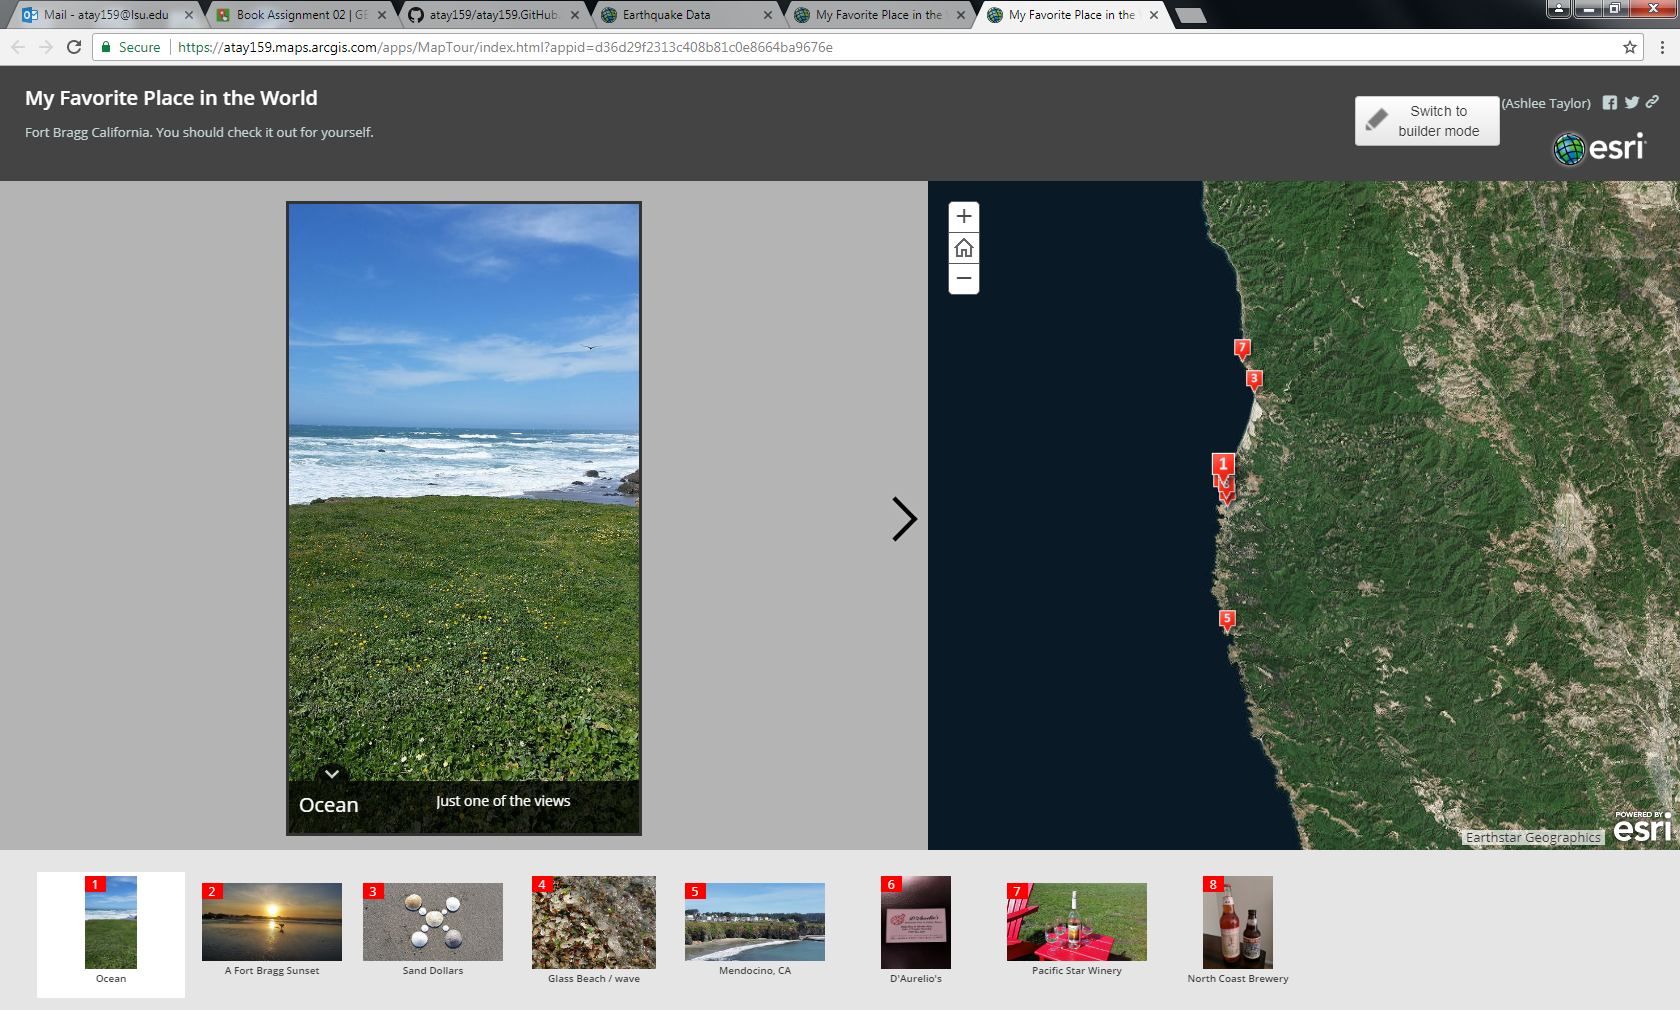 Mail - atay159@lsu.edu
Book Assignment 02 | GE
atay159/atay159.GitHub.
Earthquake Data
My Favorite Place in the
My Favorite Place in the
Secure
https://atay159.maps.arcgis.com/apps/MapTour/index.html?appid=d36d29f2313c408b81c0e8664ba9676e
My Favorite Place in the World
Fort Bragg California. You should check it out for yourself.
Switch to
builder mode
(Ashlee Taylor)
esri
7
3
1
5
Ocean
Just one of the views
Earthstar Geographics
POWERED BY
esri
1
Ocean
2
A Fort Bragg Sunset
3
Sand Dollars
4
Glass Beach / wave
5
Mendocino, CA
6
D'Aurelio's
D'Aurelio's
7
Pacific Star Winery
8
North Coast Brewery